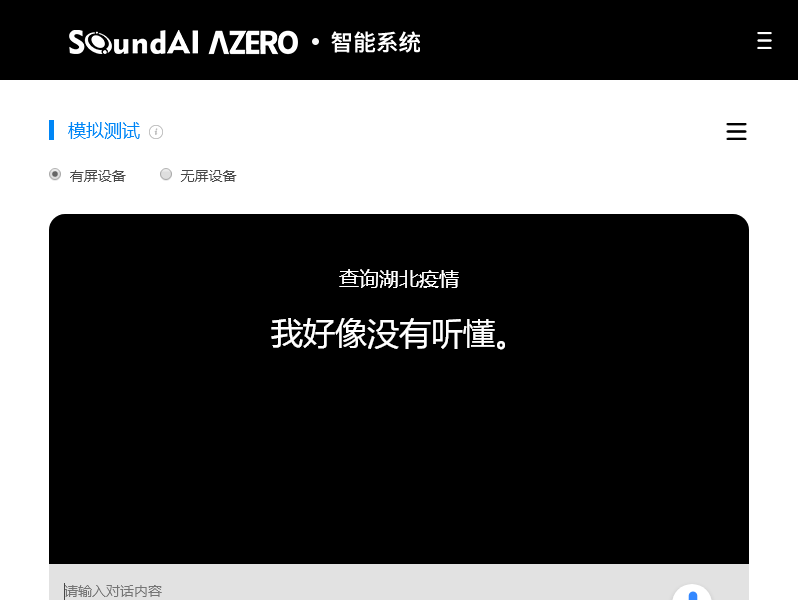 SoundAI AZERO · 智能系统
模拟测试
有屏设备 无屏设备
查询湖北疫情
我好像没有听懂。
请输入对话内容